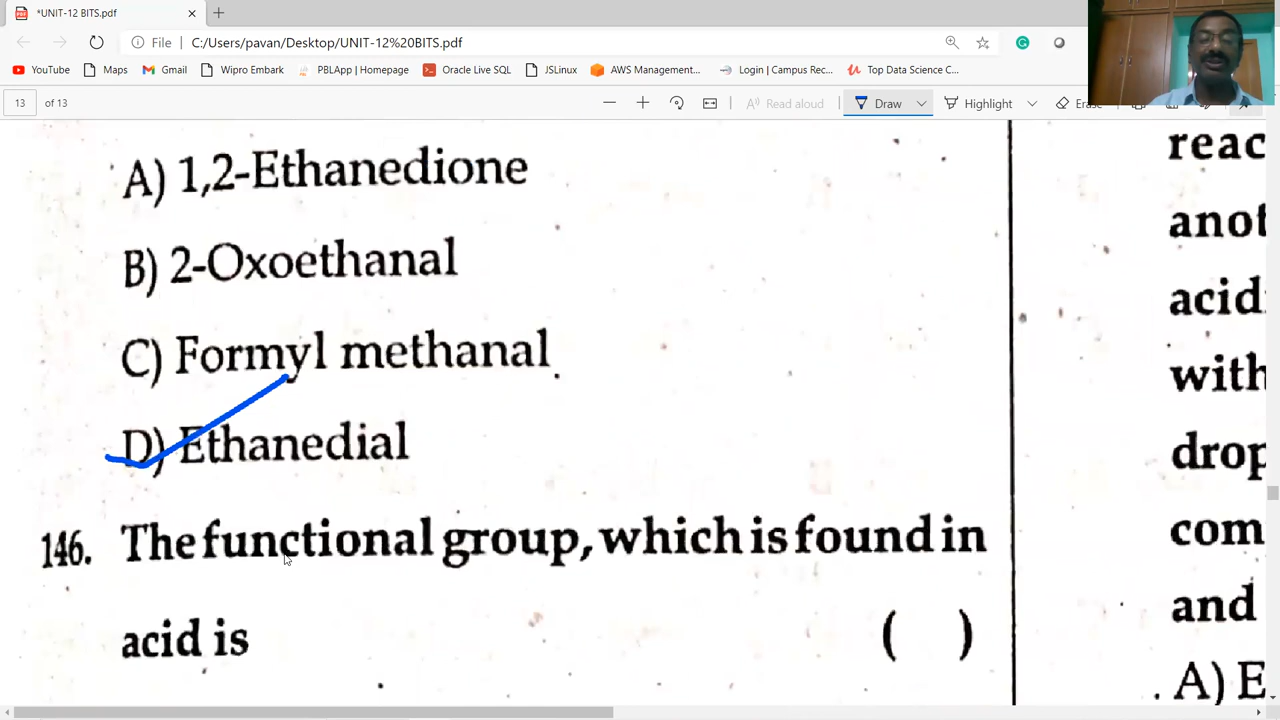 *UNIT-12 BITS.pdf
File C:/Users/pavan/Desktop/UNIT-12%20BITS.pdf
YouTube Maps Gmail Wipro Embark PBLApp | Homepage Oracle Live SQL JSLinux AWS Management... Login | Campus Rec... Top Data Science C...
13 of 13 Read aloud Draw Highlight Erase
A) 1,2-Ethanedione
B) 2-Oxoethanal
C) Formyl methanal
D) Ethanedial
146. The functional group, which is found in
acid is ( )
reac
anot
acid
with
drop
com
and
A) E